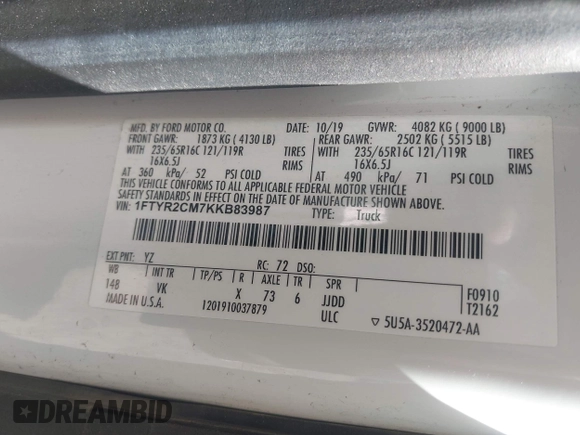 MFD. BY FORD MOTOR CO.
DATE: 10/19 GVWR: 4082 KG ( 9000 LB)
FRONT GAWR: 1873 KG ( 4130 LB) REAR GAWR: 2502 KG ( 5515 LB)
WITH 235/65R16C 121/119R TIRES WITH 235/65R16C 121/119R TIRES
16X6.5J RIMS 16X6.5J RIMS
AT 360 kPa/ 52 PSI COLD AT 490 kPa/ 71 PSI COLD
THIS VEHICLE CONFORMS TO ALL APPLICABLE FEDERAL MOTOR VEHICLE
SAFETY STANDARDS IN EFFECT ON THE DATE OF MANUFACTURE SHOWN ABOVE.
VIN: 1FTYR2CM7KKB83987
TYPE: Truck
EXT PNT: YZ RC: 72 DSO:
WB INT TR TP/PS R AXLE TR SPR
148 VK X 73 6 JJDD
F0910
T2162
MADE IN U.S.A. 1201910037879 ULC
▽ 5U5A-3520472-AA
DREAMBID